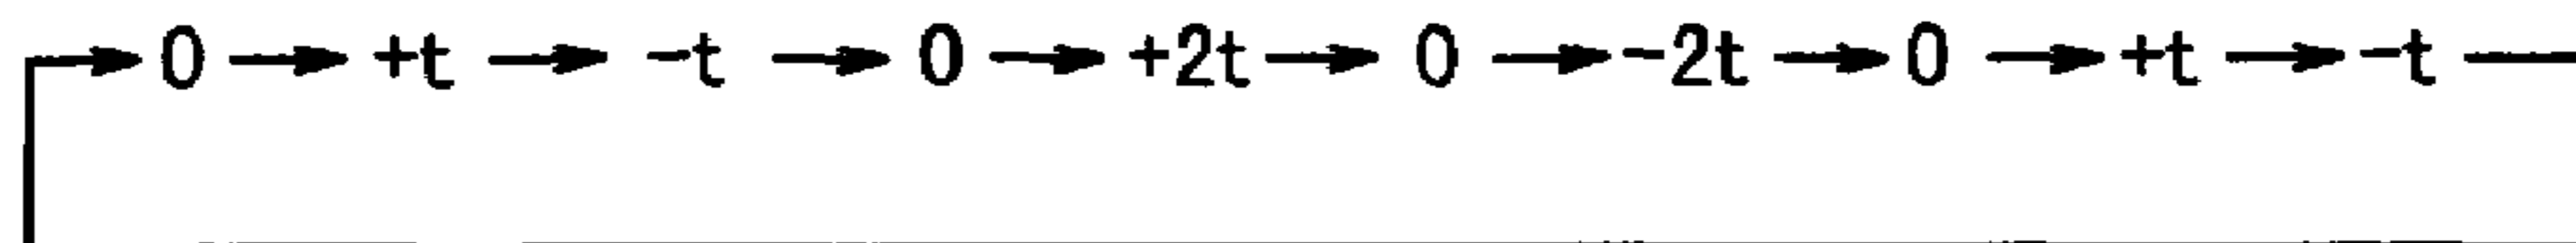 → 0 → +t → -t → 0 → +2t → 0 → -2t → 0 → +t → -t —